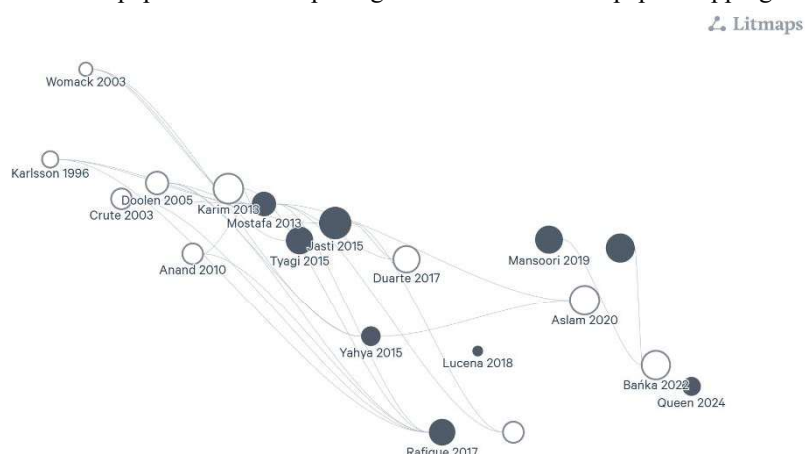 Litmaps
Womack 2003
Karlsson 1996
Doolen 2005
Crute 2003
Karim 2013
Mostafa 2013
Jasti 2015
Tyagi 2015
Anand 2010
Duarte 2017
Mansoori 2019
Aslam 2020
Yahya 2015
Lucena 2018
Bańka 2022
Queen 2024
Rafique 2017